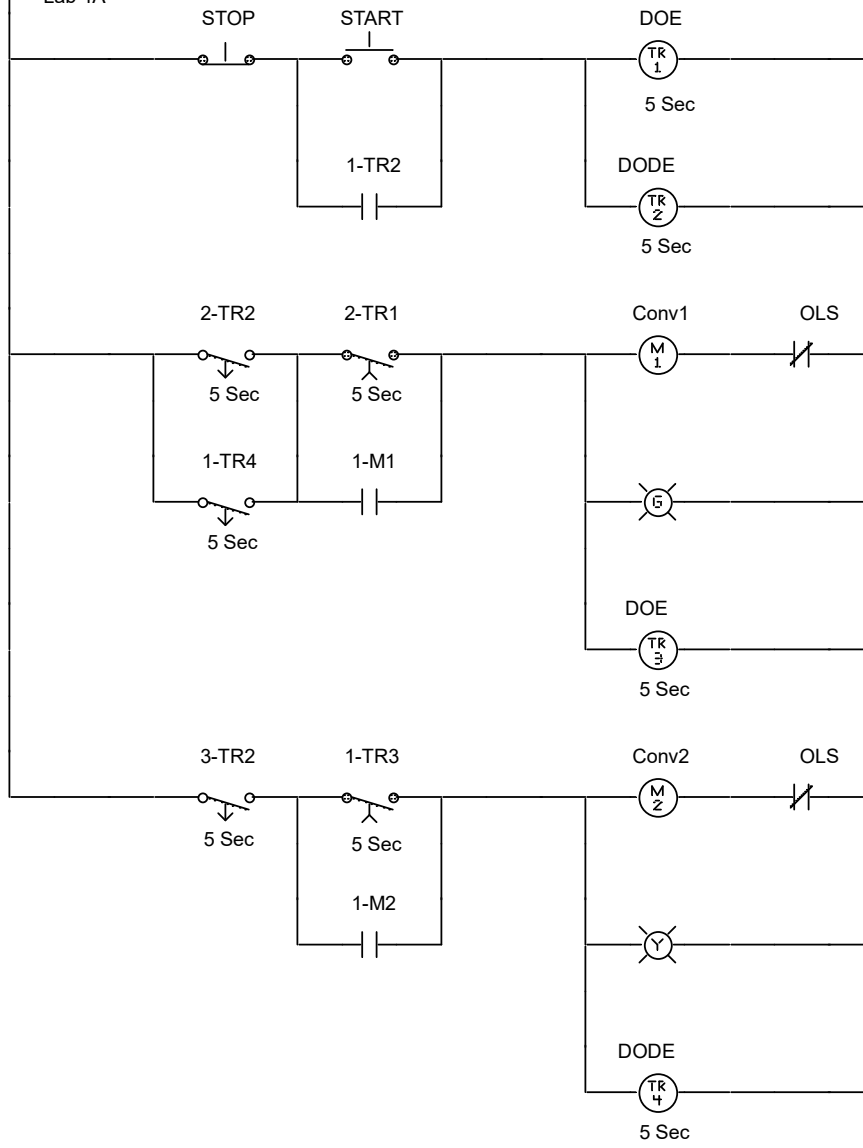 STOP START DOE
TR
1
5 Sec
1-TR2 DODE
TR
2
5 Sec
2-TR2 2-TR1 Conv1 OLS
M
1
5 Sec 5 Sec
1-TR4 1-M1
G
5 Sec
DOE
TR
3
5 Sec
3-TR2 1-TR3 Conv2 OLS
M
2
5 Sec 5 Sec
1-M2
Y
DODE
TR
4
5 Sec